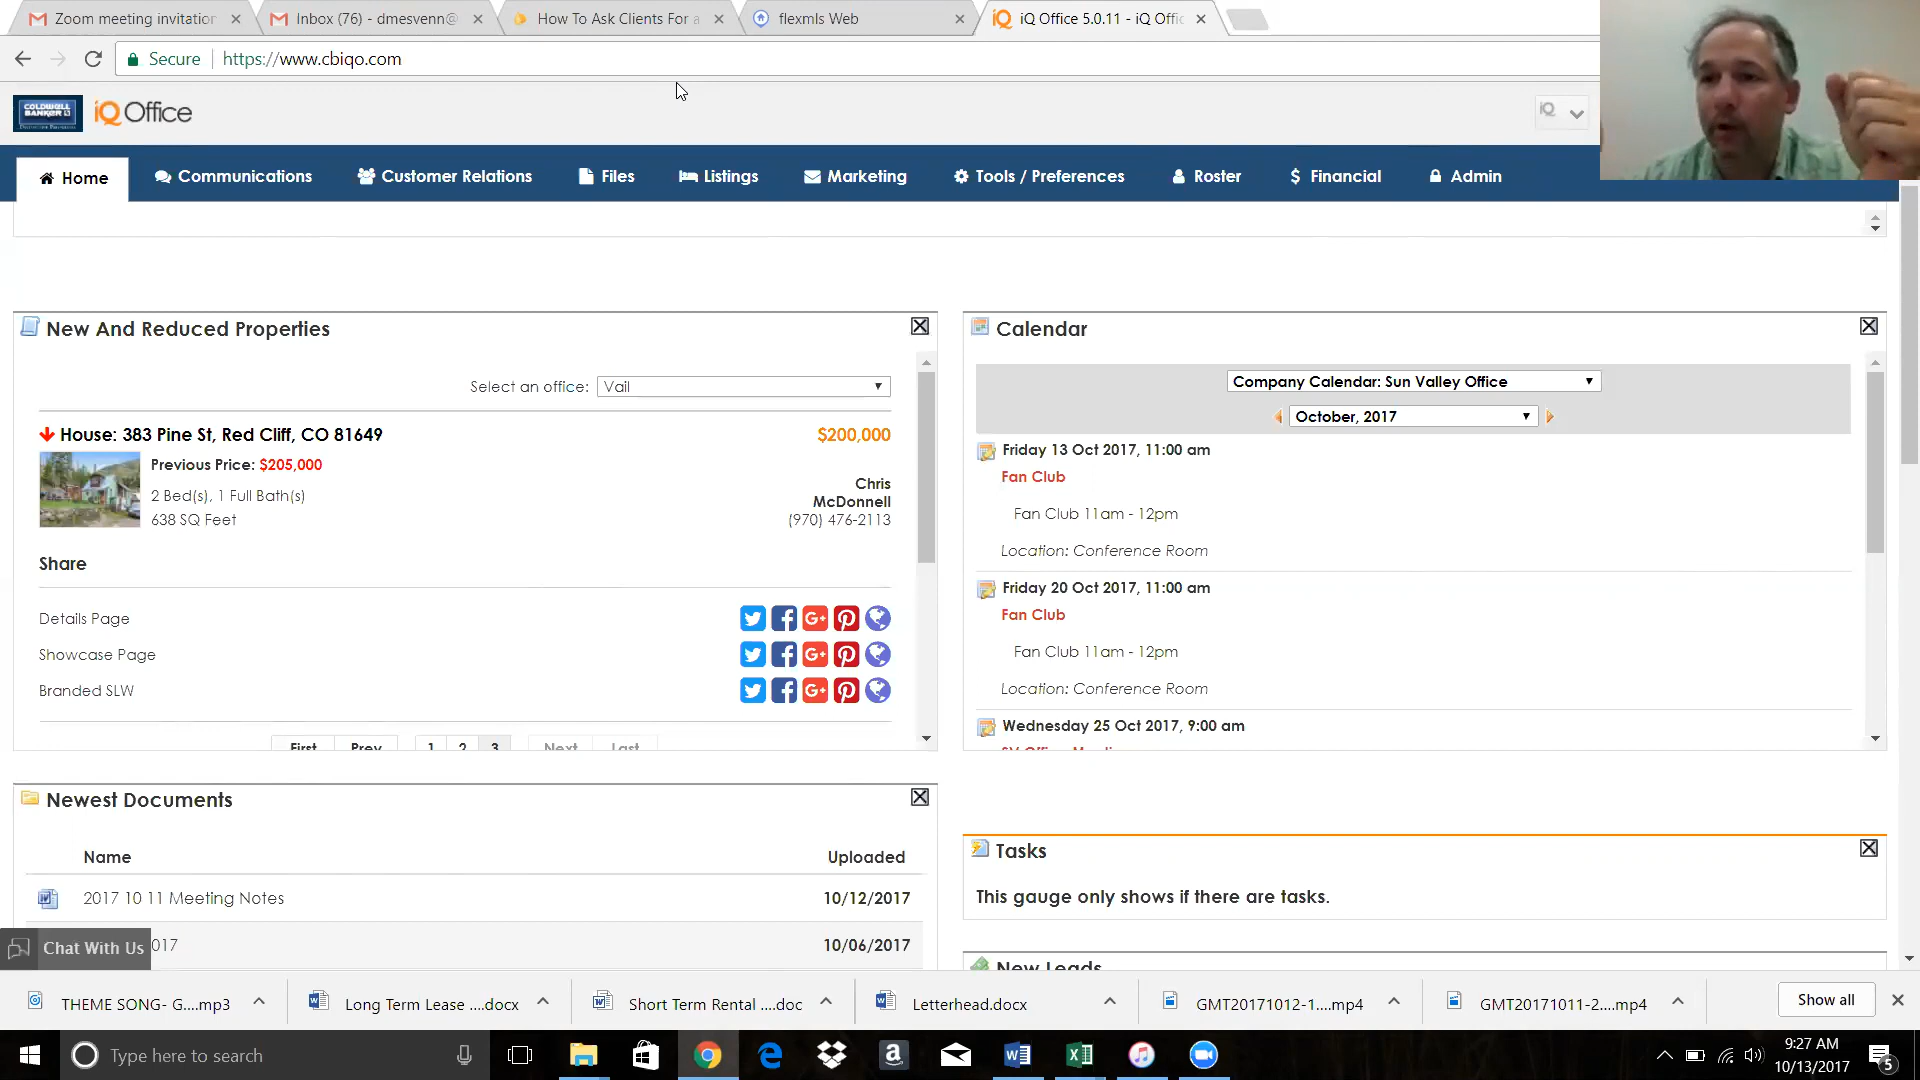 Zoom meeting invitation
Inbox (76) - dmesvenn@
How To Ask Clients For a
flexmls Web
iQ Office 5.0.11 - iQ Offic
Secure
https://www.cbiqo.com
COLDWELL BANKER
iQ Office
iQ
Home
Communications
Customer Relations
Files
Listings
Marketing
Tools / Preferences
Roster
$ Financial
Admin
New And Reduced Properties
Select an office: Vail
House: 383 Pine St, Red Cliff, CO 81649
$200,000
Previous Price: $205,000
2 Bed(s), 1 Full Bath(s)
638 SQ Feet
Chris
McDonnell
(970) 476-2113
Share
Details Page
Showcase Page
Branded SLW
First Prev 1 2 3 Next Last
Calendar
Company Calendar: Sun Valley Office
October, 2017
Friday 13 Oct 2017, 11:00 am
Fan Club
Fan Club 11am - 12pm
Location: Conference Room
Friday 20 Oct 2017, 11:00 am
Fan Club
Fan Club 11am - 12pm
Location: Conference Room
Wednesday 25 Oct 2017, 9:00 am
SV Office Meeting
Newest Documents
Name Uploaded
2017 10 11 Meeting Notes 10/12/2017
017 10/06/2017
Chat With Us
Tasks
This gauge only shows if there are tasks.
New Leads
THEME SONG- G....mp3
Long Term Lease ....docx
Short Term Rental ....doc
Letterhead.docx
GMT20171012-1....mp4
GMT20171011-2....mp4
Show all
Type here to search
9:27 AM
10/13/2017
5